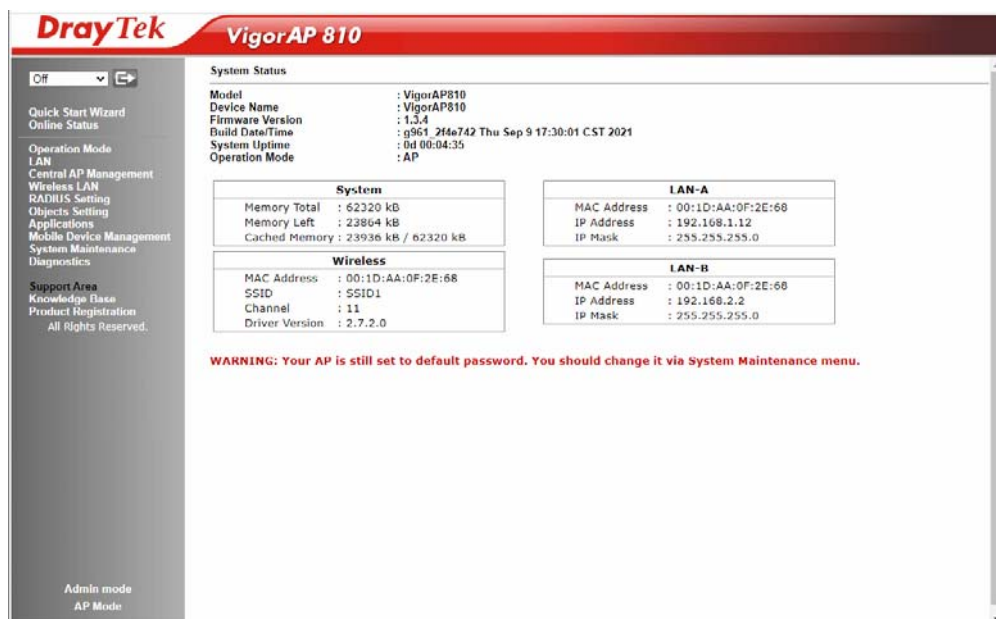 DrayTek
VigorAP 810
Off
Quick Start Wizard
Online Status
Operation Mode
LAN
Central AP Management
Wireless LAN
RADIUS Setting
Objects Setting
Applications
Mobile Device Management
System Maintenance
Diagnostics
Support Area
Knowledge Base
Product Registration
All Rights Reserved.
Admin mode
AP Mode
System Status
Model : VigorAP810
Device Name : VigorAP810
Firmware Version : 1.3.4
Build Date/Time : g961_2f4e742 Thu Sep 9 17:30:01 CST 2021
System Uptime : 0d 00:04:35
Operation Mode : AP
System
Memory Total : 62320 kB
Memory Left : 23864 kB
Cached Memory : 23936 kB / 62320 kB
Wireless
MAC Address : 00:1D:AA:0F:2E:68
SSID : SSID1
Channel : 11
Driver Version : 2.7.2.0
LAN-A
MAC Address : 00:1D:AA:0F:2E:68
IP Address : 192.168.1.12
IP Mask : 255.255.255.0
LAN-B
MAC Address : 00:1D:AA:0F:2E:68
IP Address : 192.168.2.2
IP Mask : 255.255.255.0
WARNING: Your AP is still set to default password. You should change it via System Maintenance menu.